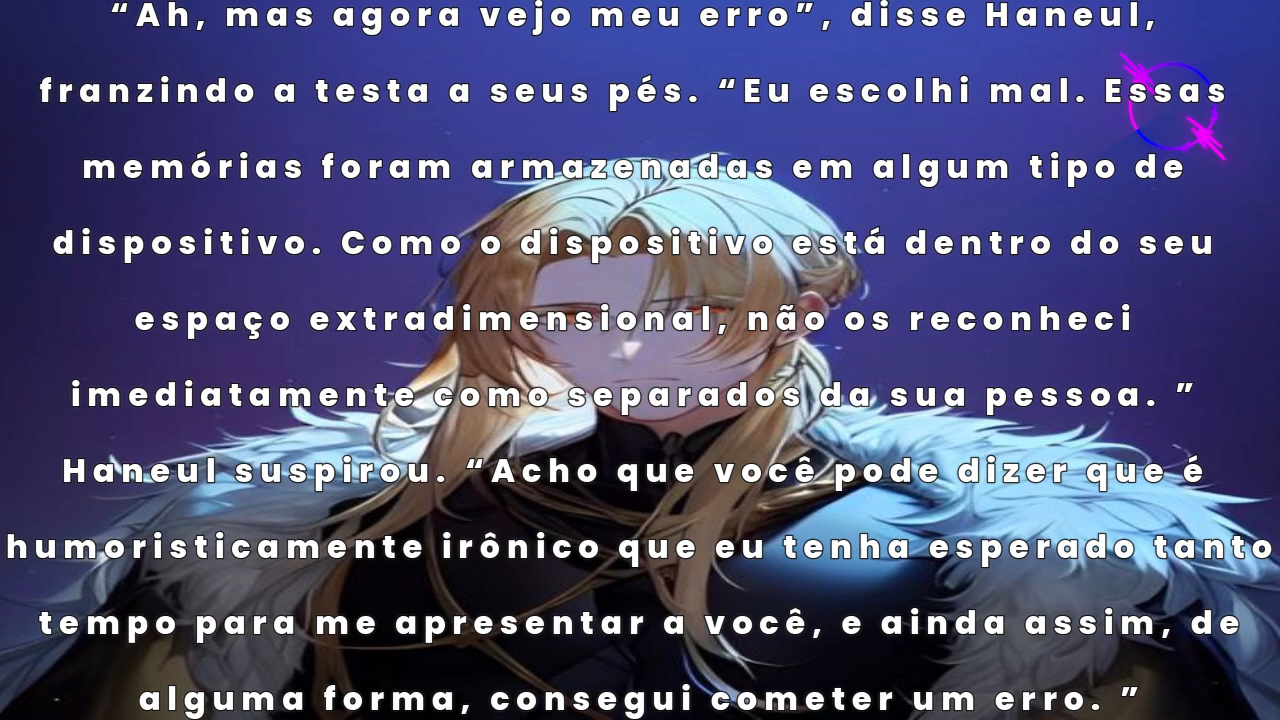 “Ah, mas agora vejo meu erro”, disse Haneul,
franzindo a testa a seus pés. “Eu escolhi mal. Essas
memórias foram armazenadas em algum tipo de
dispositivo. Como o dispositivo está dentro do seu
espaço extradimensional, não os reconheci
imediatamente como separados da sua pessoa. ”
Haneul suspirou. “Acho que você pode dizer que é
humoristicamente irônico que eu tenha esperado tanto
tempo para me apresentar a você, e ainda assim, de
alguma forma, consegui cometer um erro. ”